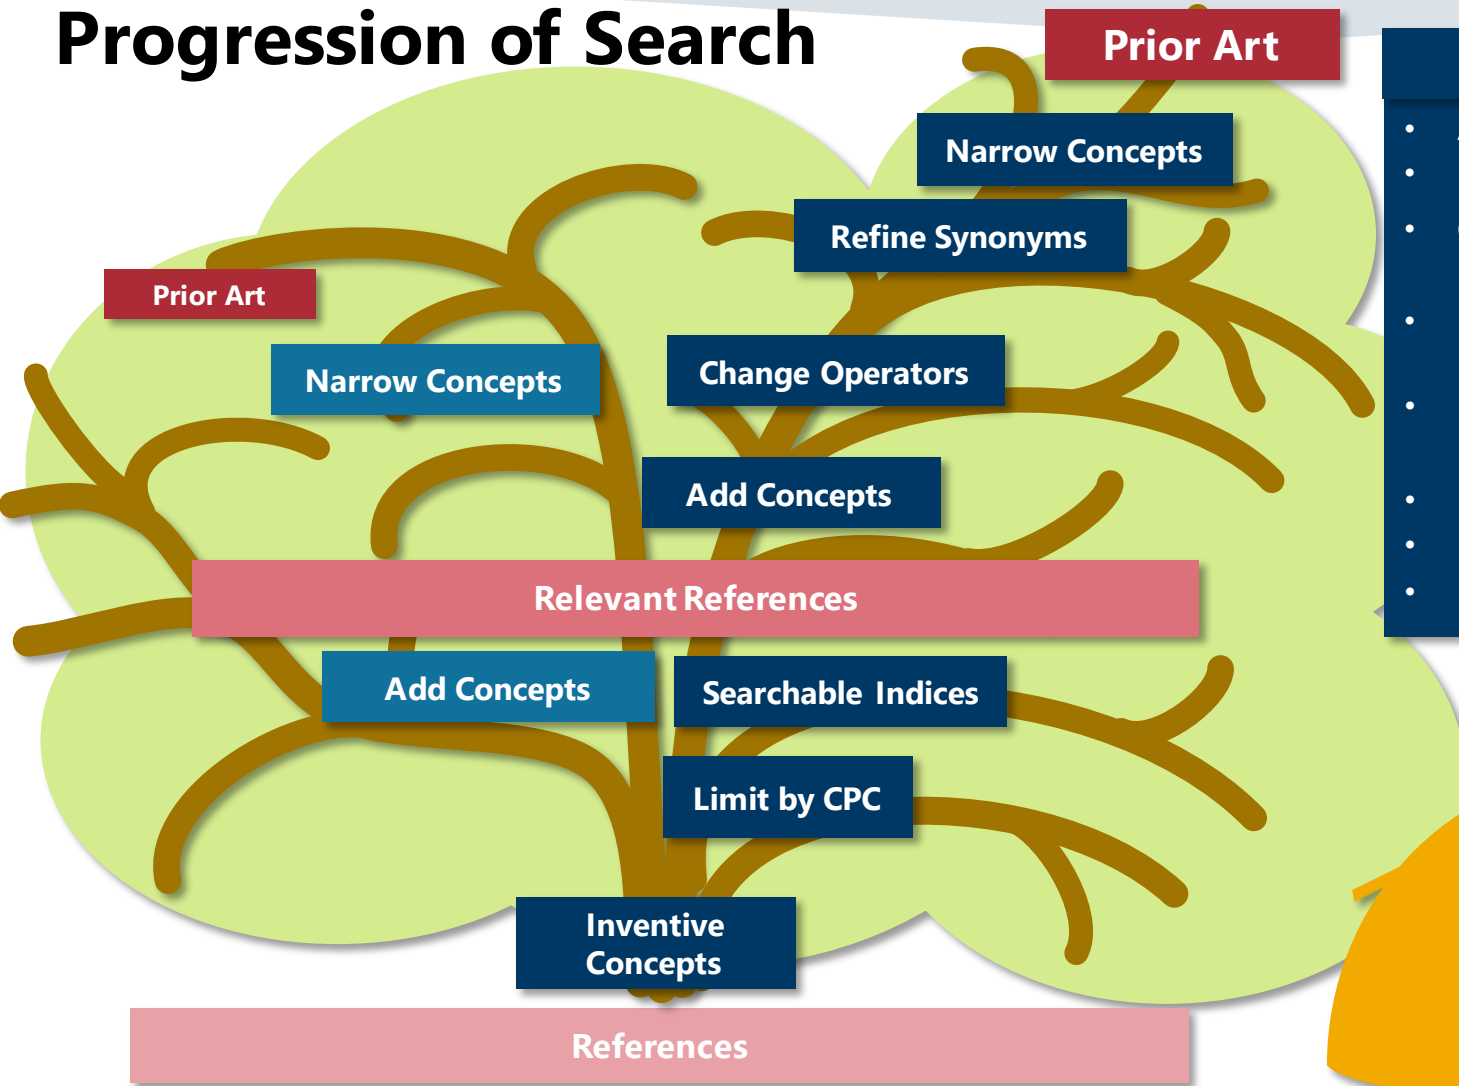 Progression of Search
Prior Art
Narrow Concepts
Refine Synonyms
Prior Art
Narrow Concepts
Change Operators
Add Concepts
Relevant References
Add Concepts
Searchable Indices
Limit by CPC
Inventive
Concepts
References